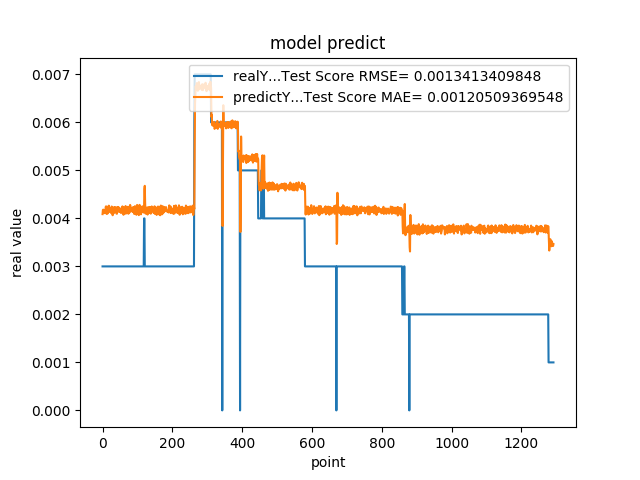 model predict
realY...Test Score RMSE= 0.0013413409848
predictY...Test Score MAE= 0.00120509369548
0.007
0.006
0.005
0.004
0.003
0.002
0.001
0.000
real value
0 200 400 600 800 1000 1200
point